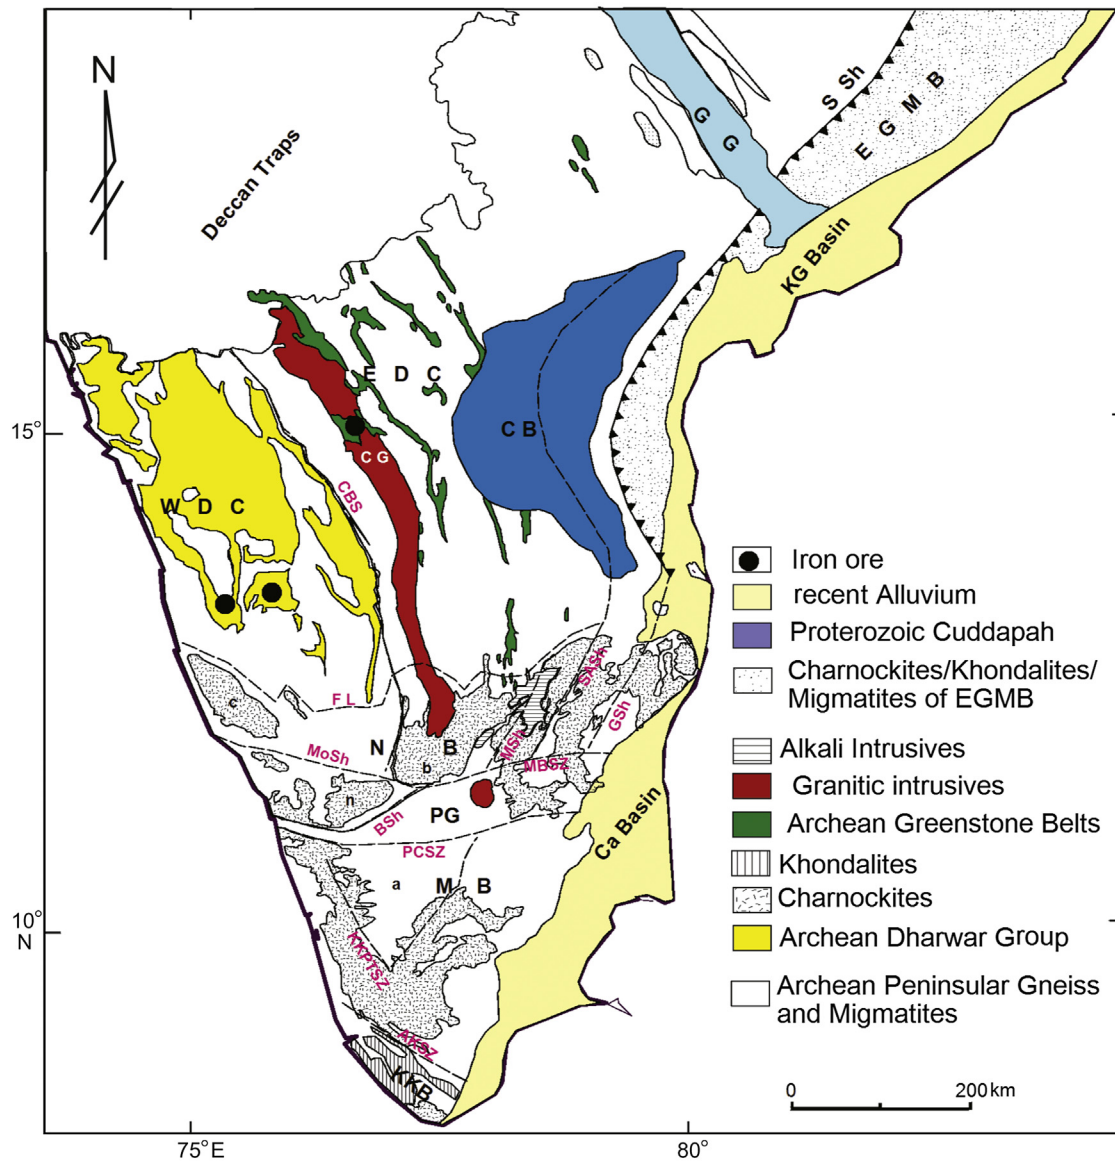 N
Deccan Traps
G G
S Sh
E G M B
KG Basin
E D C
C B
15°
C G
CBS
W D C
Iron ore
recent Alluvium
Proterozoic Cuddapah
Charnockites/Khondalites/
Migmatites of EGMB
Alkali Intrusives
Granitic intrusives
Archean Greenstone Belts
Khondalites
Charnockites
Archean Dharwar Group
Archean Peninsular Gneiss
and Migmatites
SASh
GSh
MSh
MBSZ
F L
c
MoSh
N B
b
n
BSh
PG
PCSZ
Ca Basin
a
M B
10°
N
KKPTSZ
AKSZ
KKB
0 200 km
75° E
80°